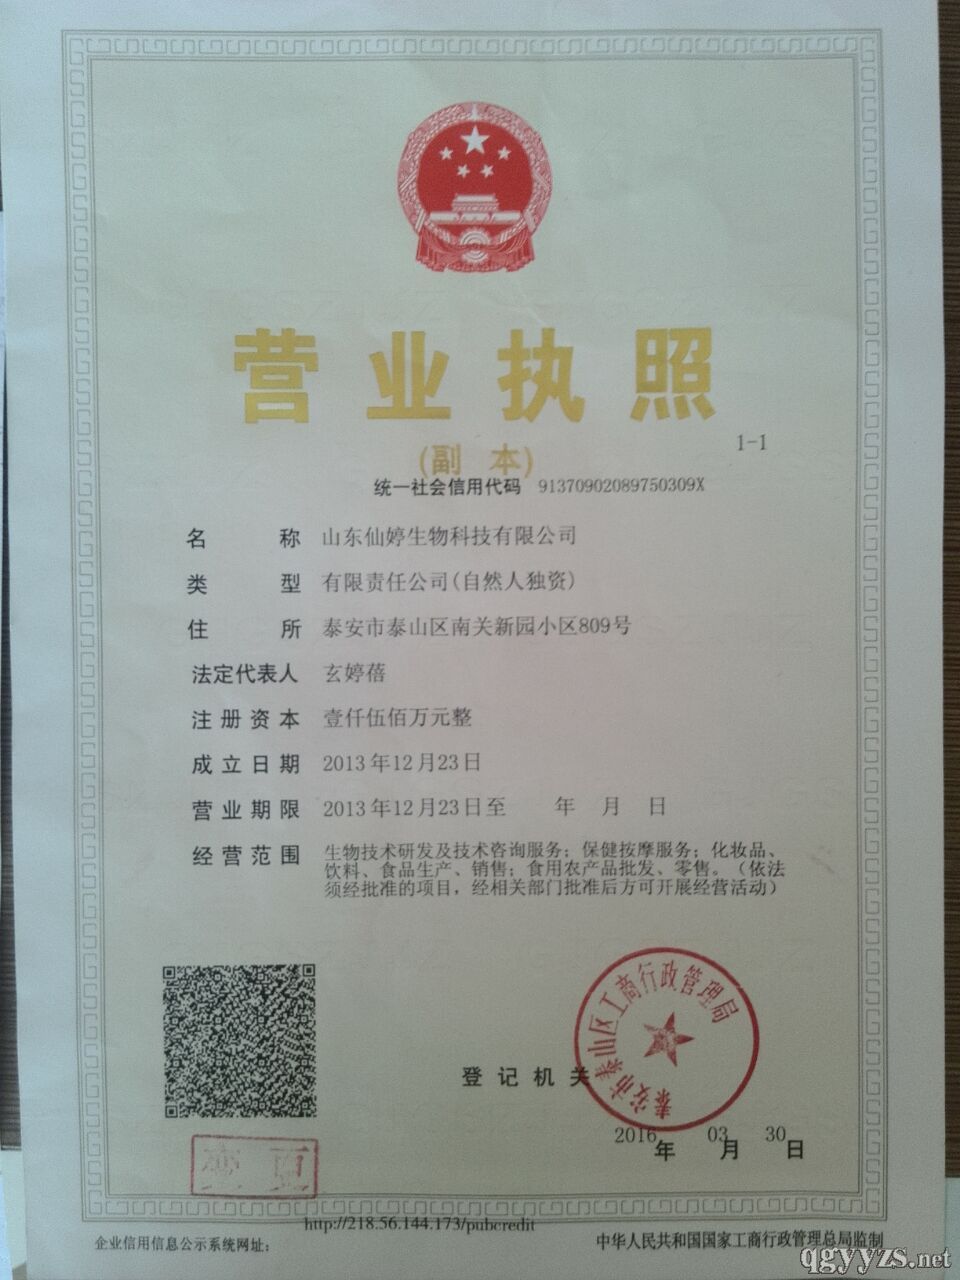 营业执照
(副 本)
1-1
统一社会信用代码 91370902089750309X
名 称 山东仙婷生物科技有限公司
类 型 有限责任公司(自然人独资)
住 所 泰安市泰山区南关新园小区809号
法定代表人 玄婷蓓
注册资本 壹仟伍佰万元整
成立日期 2013年12月23日
营业期限 2013年12月23日至 年 月 日
经营范围 生物技术研发及技术咨询服务；保健按摩服务；化妆品、
饮料、食品生产、销售；食用农产品批发、零售。（依法
须经批准的项目，经相关部门批准后方可开展经营活动）
泰安市泰山区工商行政管理局
登记机关
2016年03月30日
变更
http://218.56.144.173/pubcredit
企业信用信息公示系统网址：
中华人民共和国国家工商行政管理总局监制
qgyyzs.net